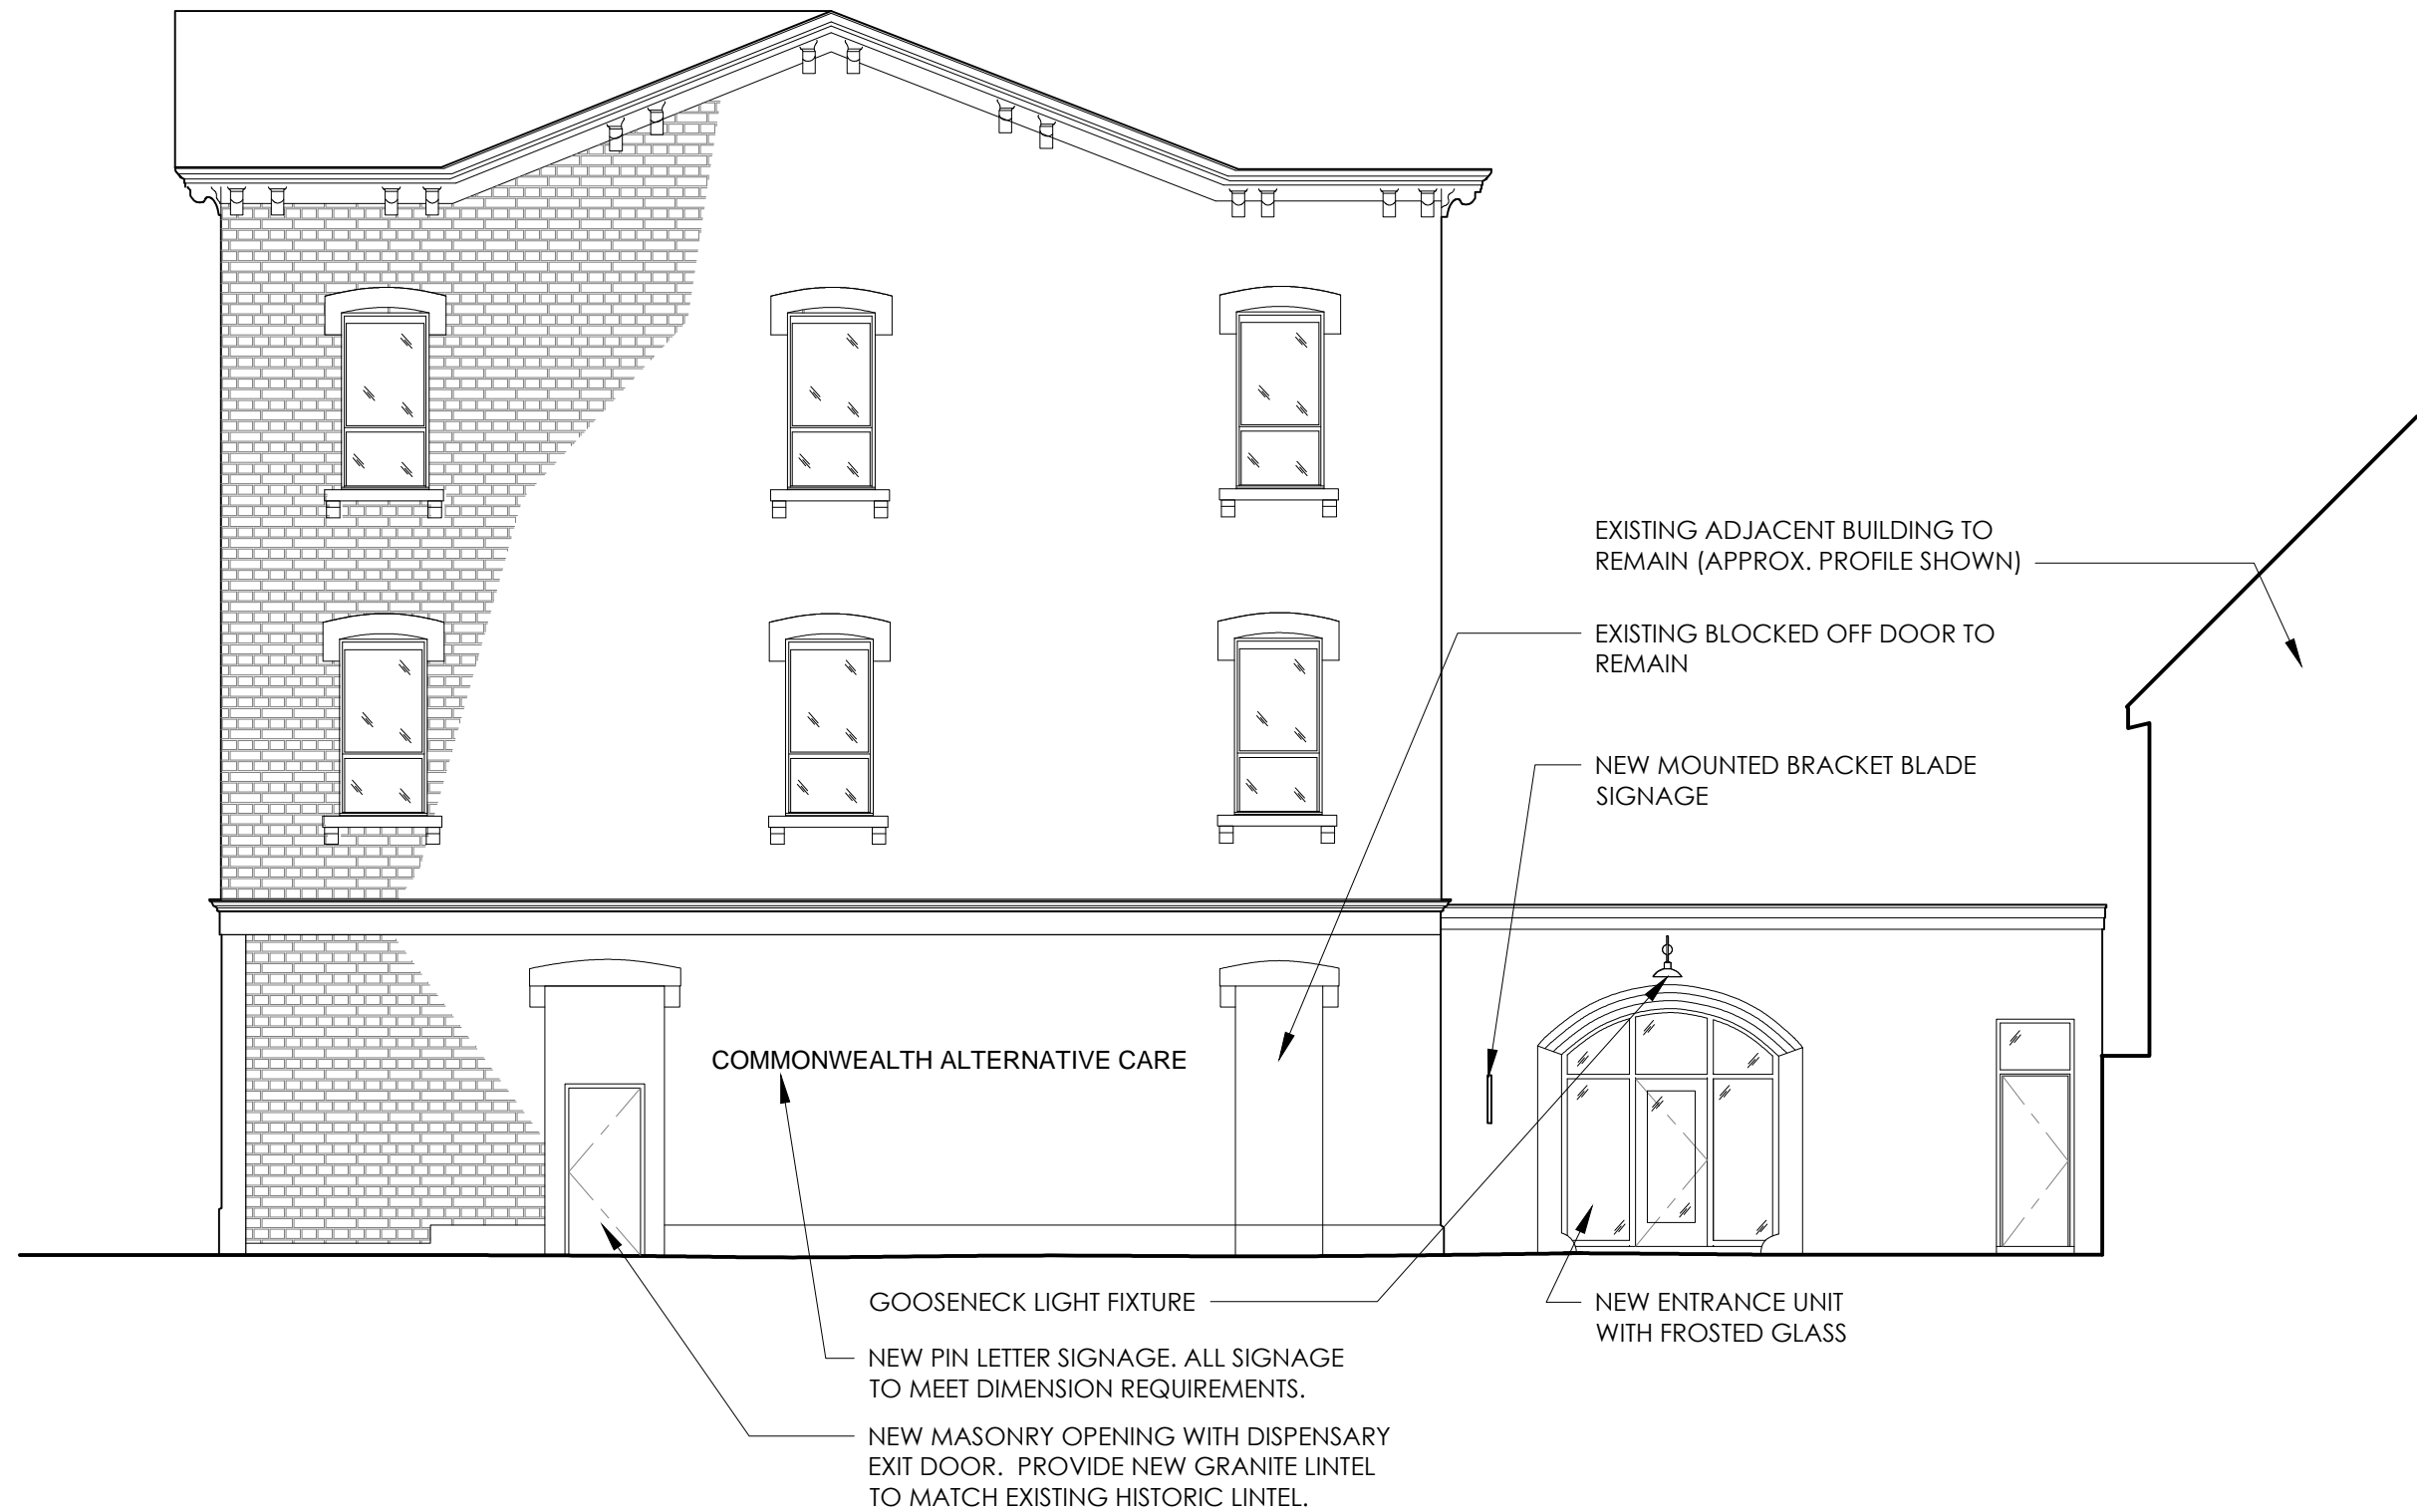 EXISTING ADJACENT BUILDING TO
REMAIN (APPROX. PROFILE SHOWN)
EXISTING BLOCKED OFF DOOR TO
REMAIN
NEW MOUNTED BRACKET BLADE
SIGNAGE
COMMONWEALTH ALTERNATIVE CARE
GOOSENECK LIGHT FIXTURE
NEW ENTRANCE UNIT
WITH FROSTED GLASS
NEW PIN LETTER SIGNAGE. ALL SIGNAGE
TO MEET DIMENSION REQUIREMENTS.
NEW MASONRY OPENING WITH DISPENSARY
EXIT DOOR.  PROVIDE NEW GRANITE LINTEL
TO MATCH EXISTING HISTORIC LINTEL.